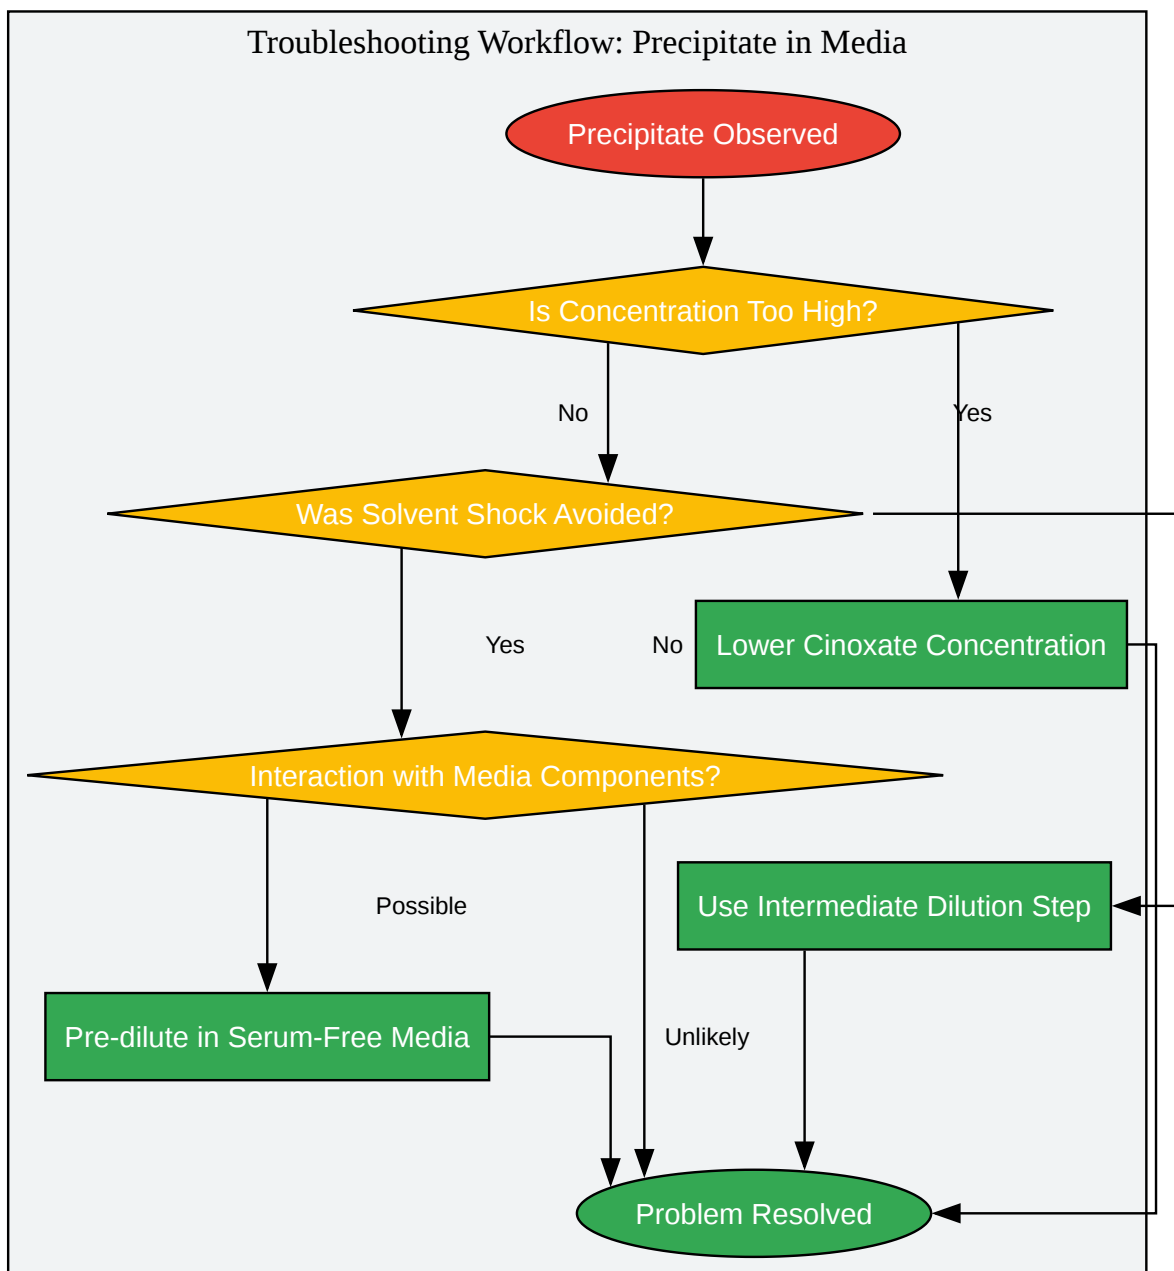 Troubleshooting Workflow: Precipitate in Media
Precipitate Observed
Is Concentration Too High?
No
Yes
Was Solvent Shock Avoided?
Yes
No
Lower Cinoxate Concentration
Interaction with Media Components?
Possible
Use Intermediate Dilution Step
Pre-dilute in Serum-Free Media
Unlikely
Problem Resolved